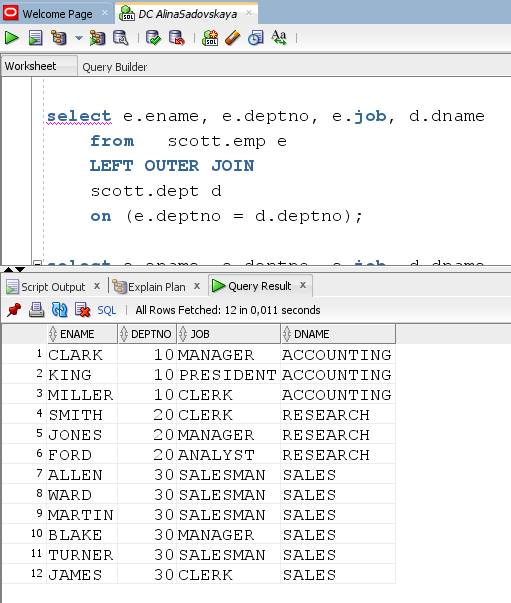 Welcome Page × DC AlinaSadovskaya ×
Worksheet Query Builder
select e.ename, e.deptno, e.job, d.dname
from scott.emp e
LEFT OUTER JOIN
scott.dept d
on (e.deptno = d.deptno);
select e.ename, e.deptno, e.job, d.dname
Script Output × Explain Plan × Query Result ×
SQL | All Rows Fetched: 12 in 0,011 seconds
ENAME DEPTNO JOB DNAME
1 CLARK 10 MANAGER ACCOUNTING
2 KING 10 PRESIDENT ACCOUNTING
3 MILLER 10 CLERK ACCOUNTING
4 SMITH 20 CLERK RESEARCH
5 JONES 20 MANAGER RESEARCH
6 FORD 20 ANALYST RESEARCH
7 ALLEN 30 SALESMAN SALES
8 WARD 30 SALESMAN SALES
9 MARTIN 30 SALESMAN SALES
10 BLAKE 30 MANAGER SALES
11 TURNER 30 SALESMAN SALES
12 JAMES 30 CLERK SALES